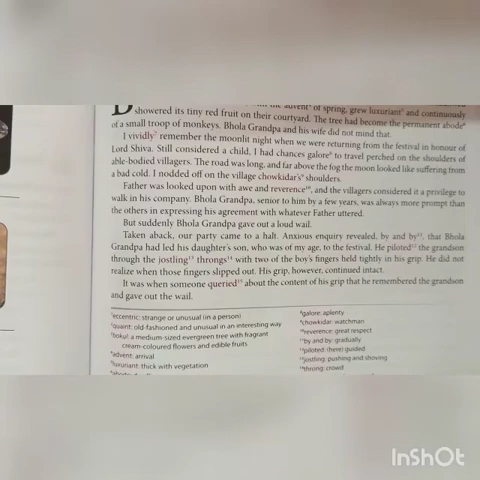 the advent⁴ of spring, grew luxuriant⁵ and continuously
D showered its tiny red fruit on their courtyard. The tree had become the permanent abode⁶
of a small troop of monkeys. Bhola Grandpa and his wife did not mind that.
I vividly⁷ remember the moonlit night when we were returning from the festival in honour of
Lord Shiva. Still considered a child, I had chances galore⁸ to travel perched on the shoulders of
able-bodied villagers. The road was long, and far above the fog the moon looked like suffering from
a bad cold. I nodded off on the village chowkidar's⁹ shoulders.
Father was looked upon with awe and reverence¹⁰, and the villagers considered it a privilege to
walk in his company. Bhola Grandpa, senior to him by a few years, was always more prompt than
the others in expressing his agreement with whatever Father uttered.
But suddenly Bhola Grandpa gave out a loud wail.
Taken aback, our party came to a halt. Anxious enquiry revealed, by and by¹¹, that Bhola
Grandpa had led his daughter's son, who was of my age, to the festival. He piloted¹² the grandson
through the jostling¹³ throngs¹⁴ with two of the boy's fingers held tightly in his grip. He did not
realize when those fingers slipped out. His grip, however, continued intact.
It was when someone queried¹⁵ about the content of his grip that he remembered the grandson
and gave out the wail.
¹eccentric: strange or unusual (in a person)
²quaint: old-fashioned and unusual in an interesting way
³bokul: a medium-sized evergreen tree with fragrant
cream-coloured flowers and edible fruits
⁴advent: arrival
⁵luxuriant: thick with vegetation
⁸galore: aplenty
⁹chowkidar: watchman
¹⁰reverence: great respect
¹¹by and by: gradually
¹²piloted: (here) guided
¹³jostling: pushing and shoving
¹⁴throng: crowd
InShOt